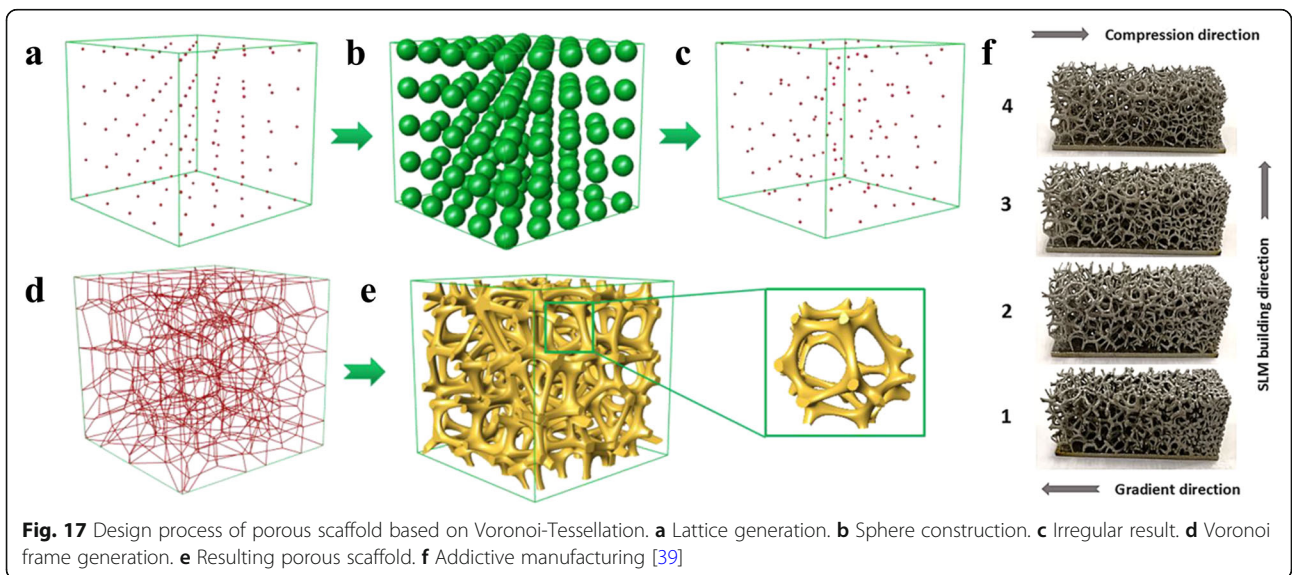 a
b
c
f
Compression direction
4
3
2
1
SLM building direction
Gradient direction
d
e
Fig. 17 Design process of porous scaffold based on Voronoi-Tessellation. a Lattice generation. b Sphere construction. c Irregular result. d Voronoi
frame generation. e Resulting porous scaffold. f Addictive manufacturing [39]